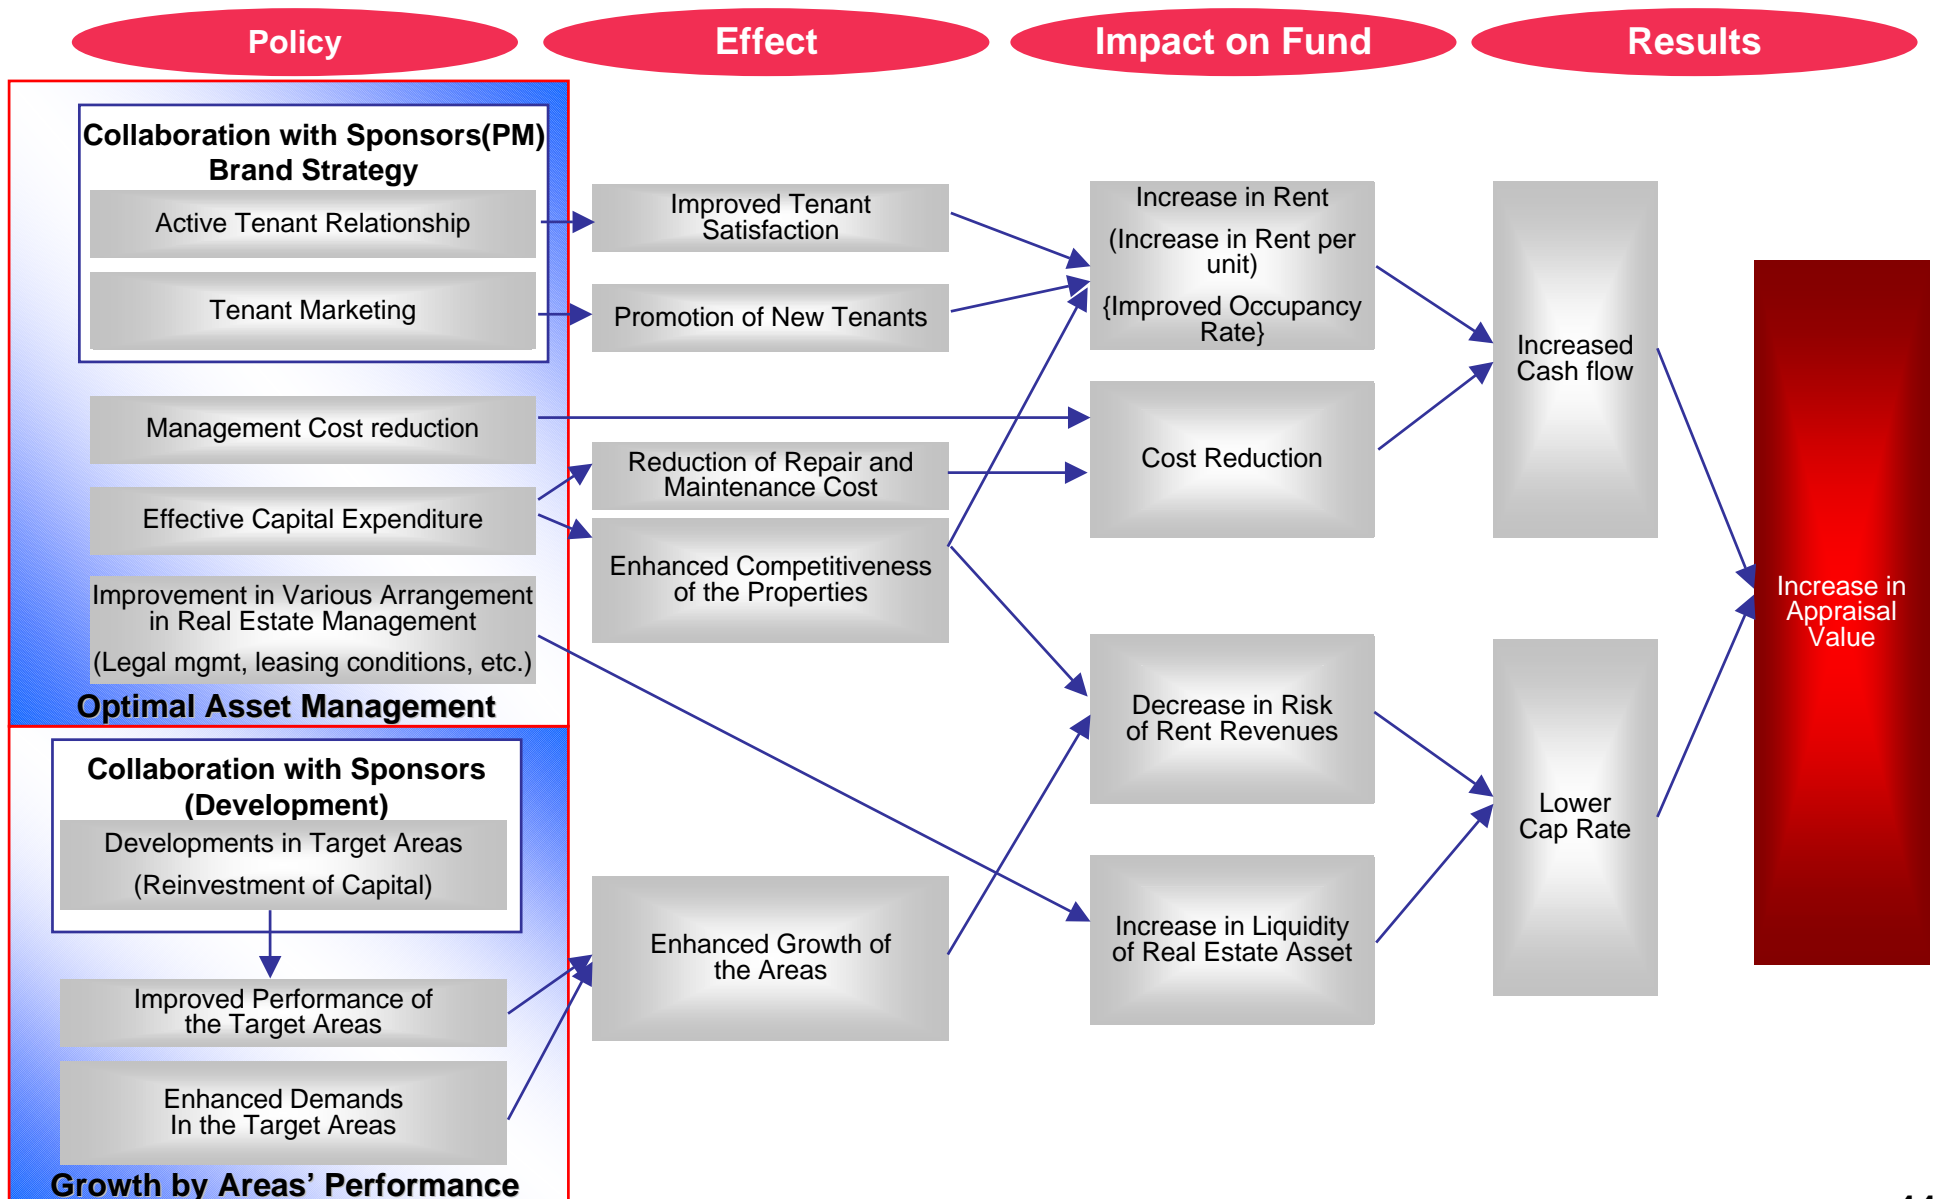 Policy
Effect
Impact on Fund
Results
Collaboration with Sponsors(PM)
Brand Strategy
Active Tenant Relationship
Tenant Marketing
Management Cost reduction
Effective Capital Expenditure
Improvement in Various Arrangement
in Real Estate Management
(Legal mgmt, leasing conditions, etc.)
Optimal Asset Management
Collaboration with Sponsors
(Development)
Developments in Target Areas
(Reinvestment of Capital)
Improved Performance of
the Target Areas
Enhanced Demands
In the Target Areas
Growth by Areas’ Performance
Improved Tenant
Satisfaction
Promotion of New Tenants
Reduction of Repair and
Maintenance Cost
Enhanced Competitiveness
of the Properties
Enhanced Growth of
the Areas
Increase in Rent
(Increase in Rent per
unit)
{Improved Occupancy
Rate}
Cost Reduction
Decrease in Risk
of Rent Revenues
Increase in Liquidity
of Real Estate Asset
Increased
Cash flow
Lower
Cap Rate
Increase in
Appraisal
Value